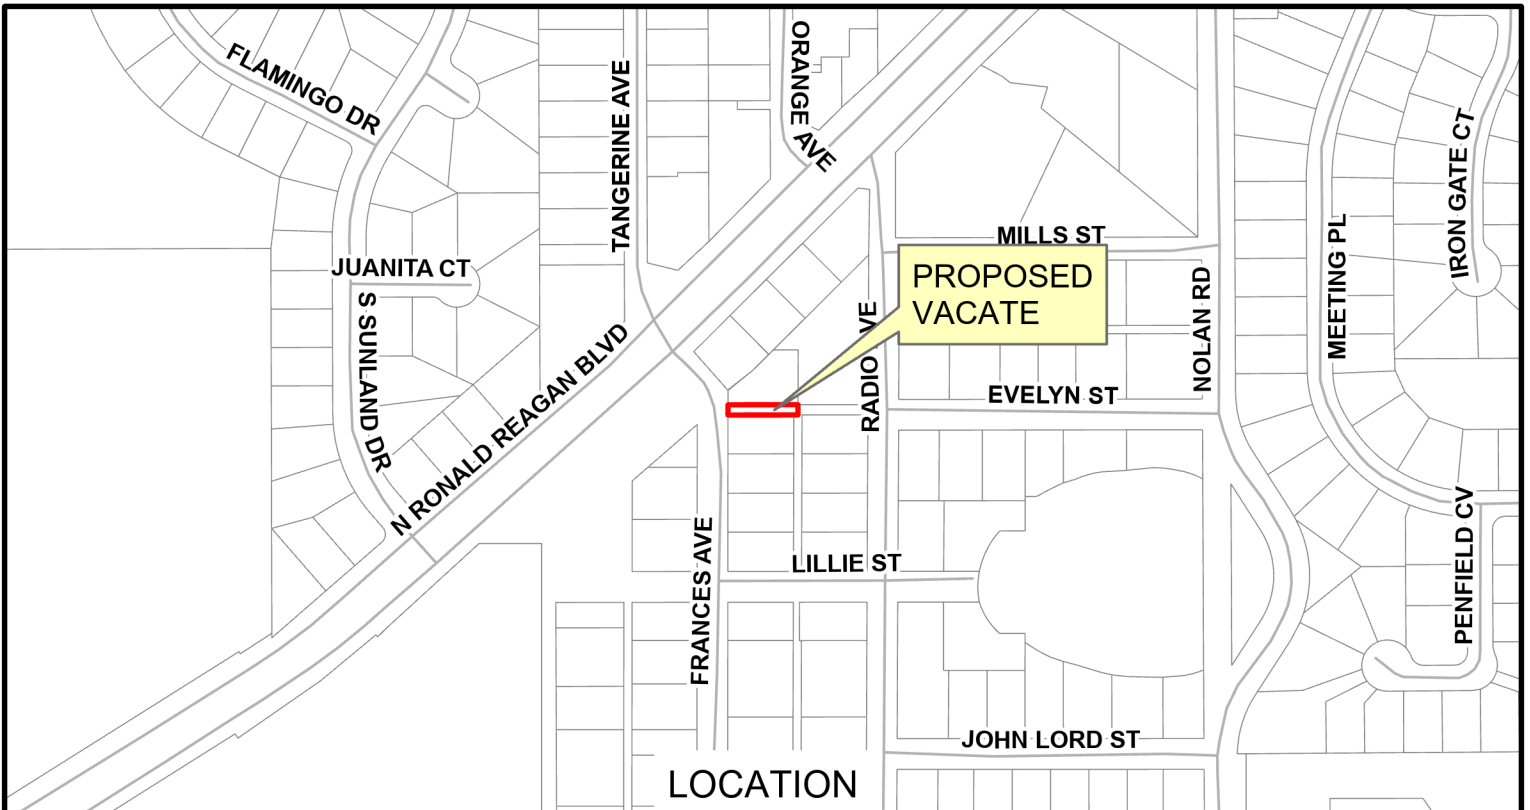 FLAMINGO DR
TANGERINE AVE
ORANGE AVE
AVE
IRON GATE CT
MEETING PL
MILLS ST
JUANITA CT
PROPOSED
VACATE
NOLAN RD
S SUNLAND DR
N RONALD REAGAN BLVD
RADIO VE
EVELYN ST
FRANCES AVE
LILLIE ST
PENFIELD CV
JOHN LORD ST
LOCATION